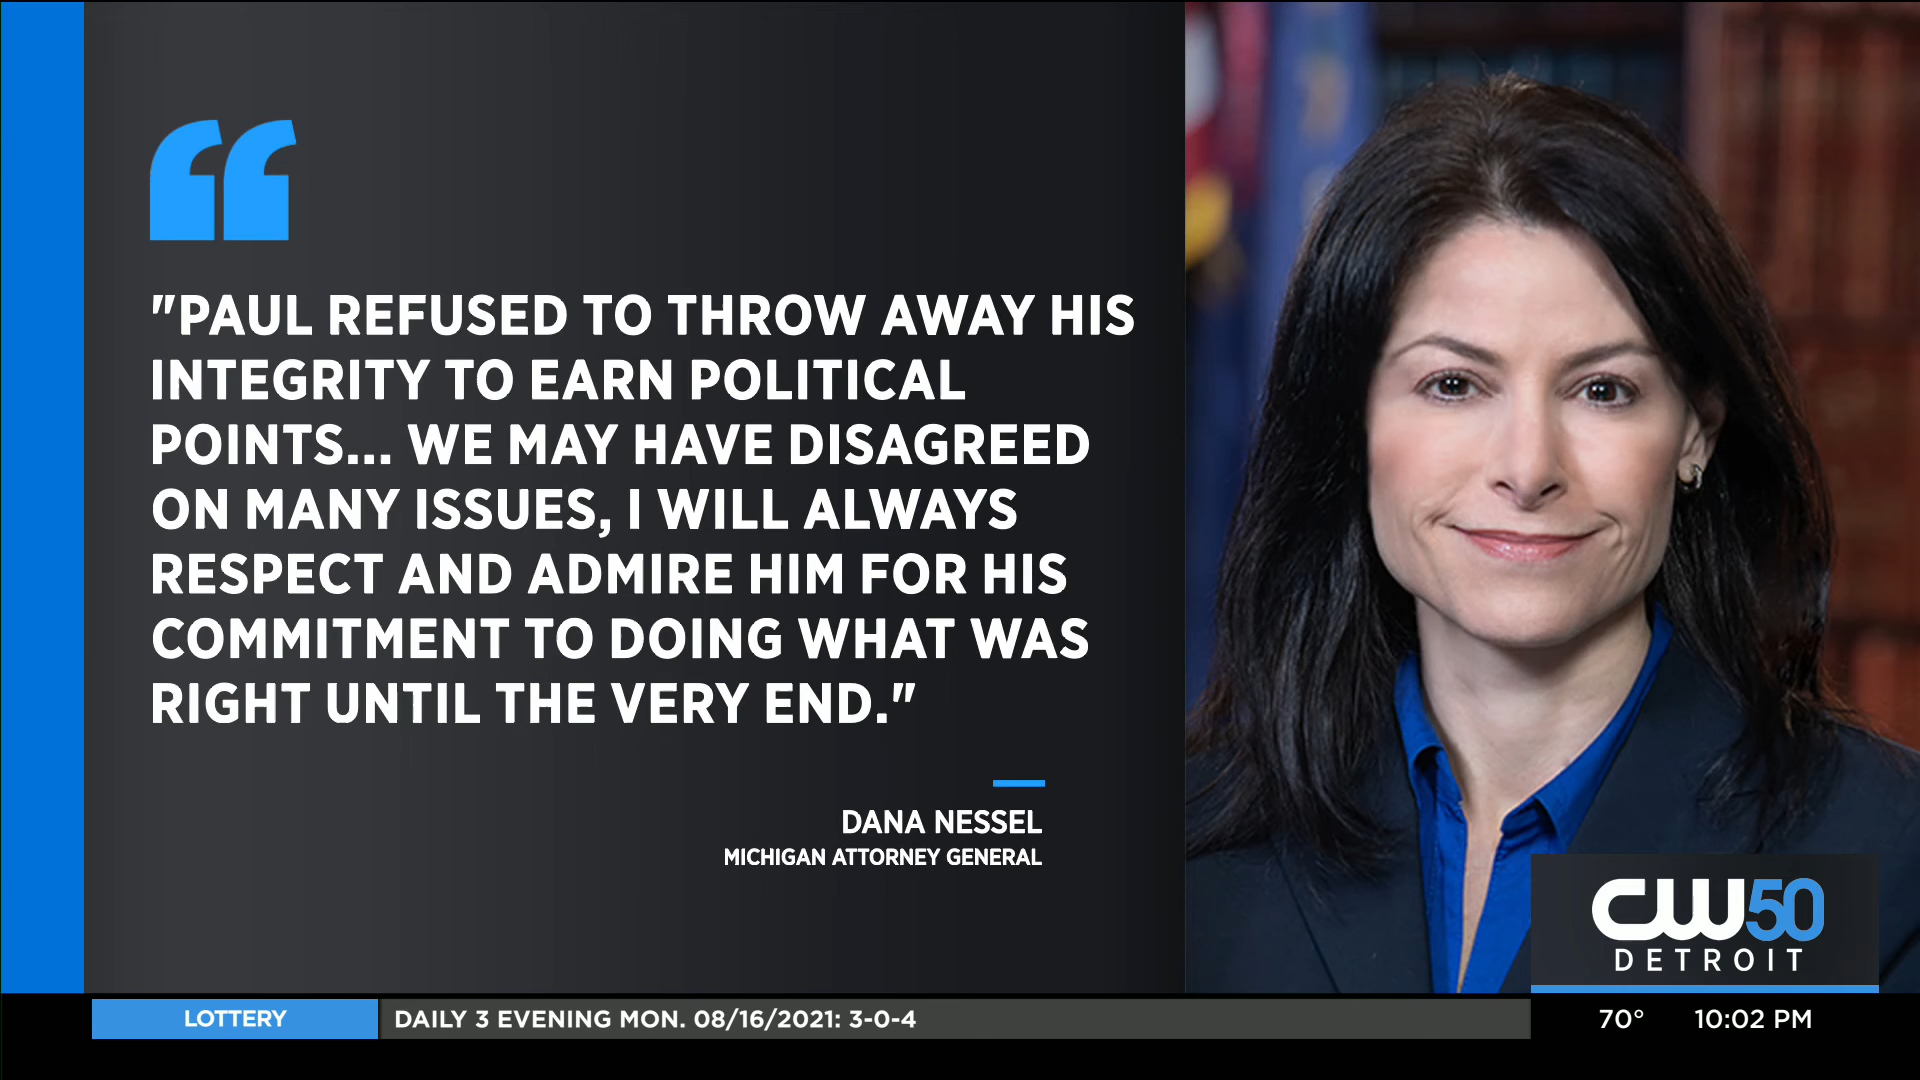 "PAUL REFUSED TO THROW AWAY HIS
INTEGRITY TO EARN POLITICAL
POINTS... WE MAY HAVE DISAGREED
ON MANY ISSUES, I WILL ALWAYS
RESPECT AND ADMIRE HIM FOR HIS
COMMITMENT TO DOING WHAT WAS
RIGHT UNTIL THE VERY END."
DANA NESSEL
MICHIGAN ATTORNEY GENERAL
CW50
DETROIT
LOTTERY
DAILY 3 EVENING MON. 08/16/2021: 3-0-4
70° 10:02 PM